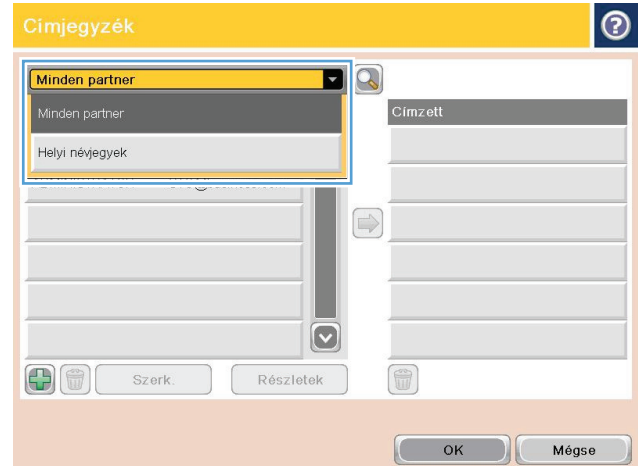 Címjegyzék
Minden partner
Minden partner
Helyi névjegyek
Címzett
Szerk.
Részletek
OK
Mégse